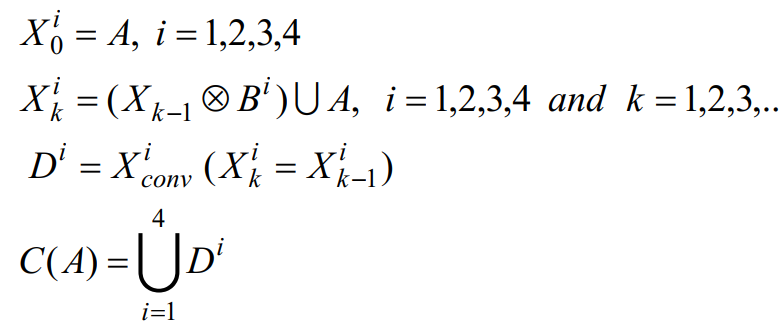 X_0^i = A, i = 1,2,3,4
X_k^i = (X_{k-1} ⊗ B^i) ∪ A, i = 1,2,3,4 and k = 1,2,3,..
D^i = X_{conv}^i (X_k^i = X_{k-1}^i)
C(A) = ⋃_{i=1}^{4} D^i